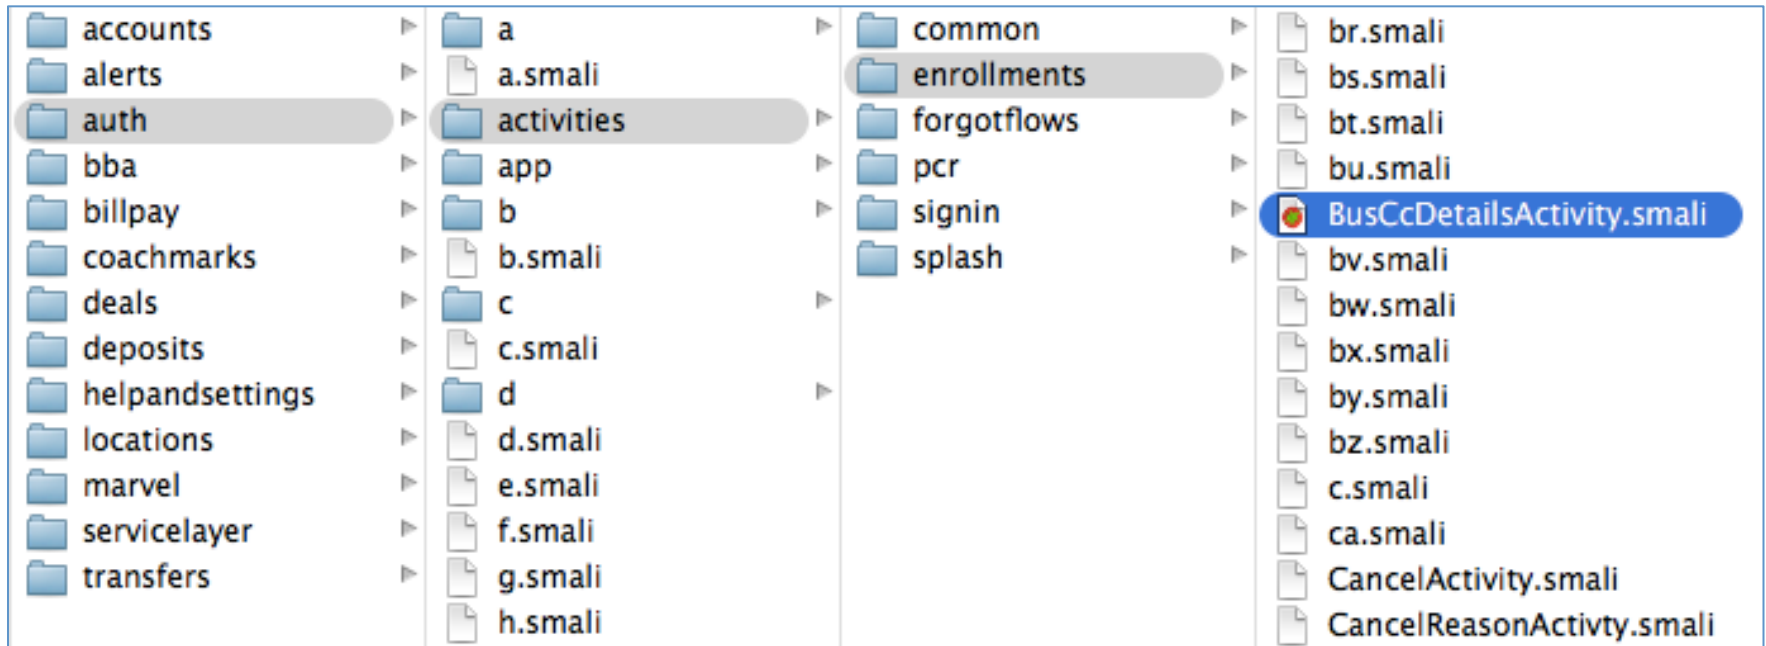 accounts
alerts
auth
bba
billpay
coachmarks
deals
deposits
helpandsettings
locations
marvel
servicelayer
transfers
a
a.smali
activities
app
b
b.smali
c
c.smali
d
d.smali
e.smali
f.smali
g.smali
h.smali
common
enrollments
forgotflows
pcr
signin
splash
br.smali
bs.smali
bt.smali
bu.smali
BusCcDetailsActivity.smali
bv.smali
bw.smali
bx.smali
by.smali
bz.smali
c.smali
ca.smali
CancelActivity.smali
CancelReasonActivty.smali